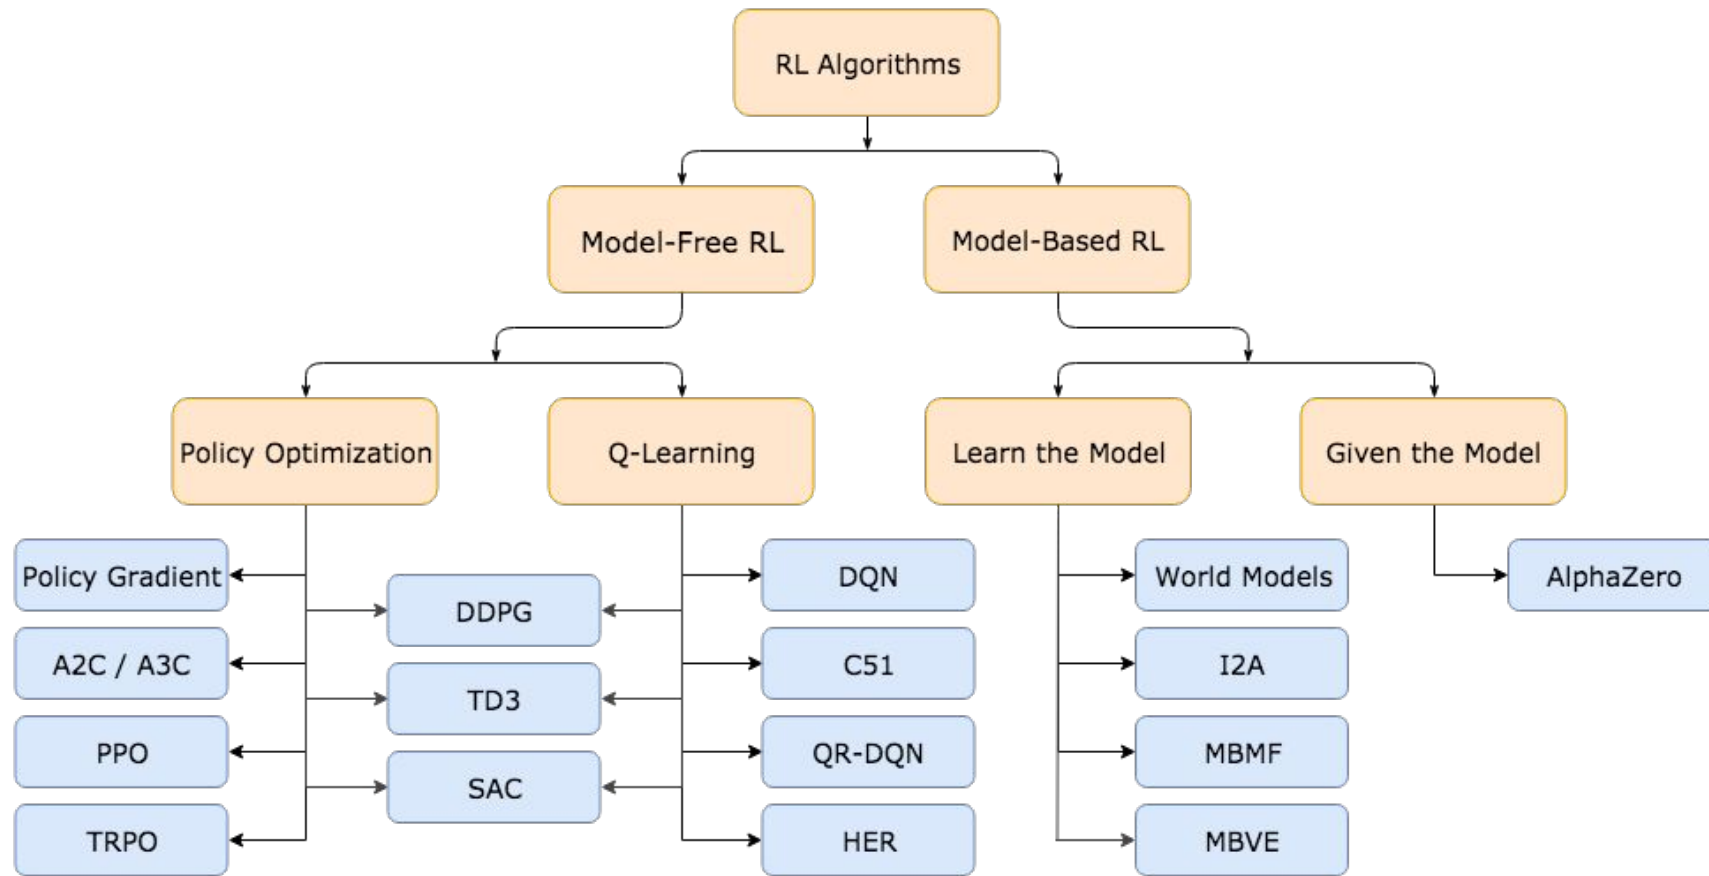 RL Algorithms
Model-Free RL
Model-Based RL
Policy Optimization
Q-Learning
Learn the Model
Given the Model
Policy Gradient
DDPG
DQN
World Models
AlphaZero
A2C / A3C
TD3
C51
I2A
PPO
SAC
QR-DQN
MBMF
TRPO
HER
MBVE